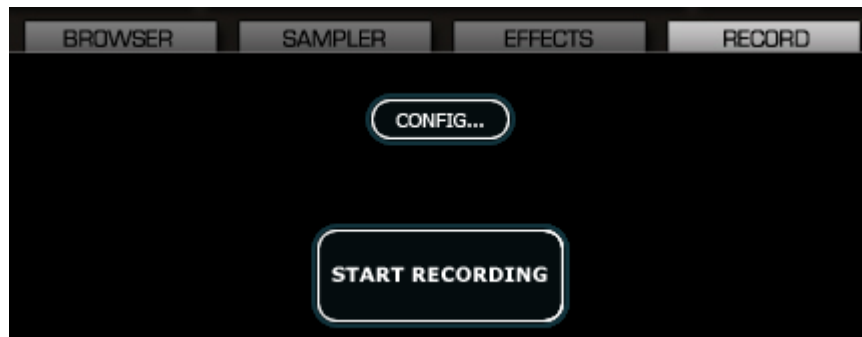 BROWSER SAMPLER EFFECTS RECORD
CONFIG...
START RECORDING